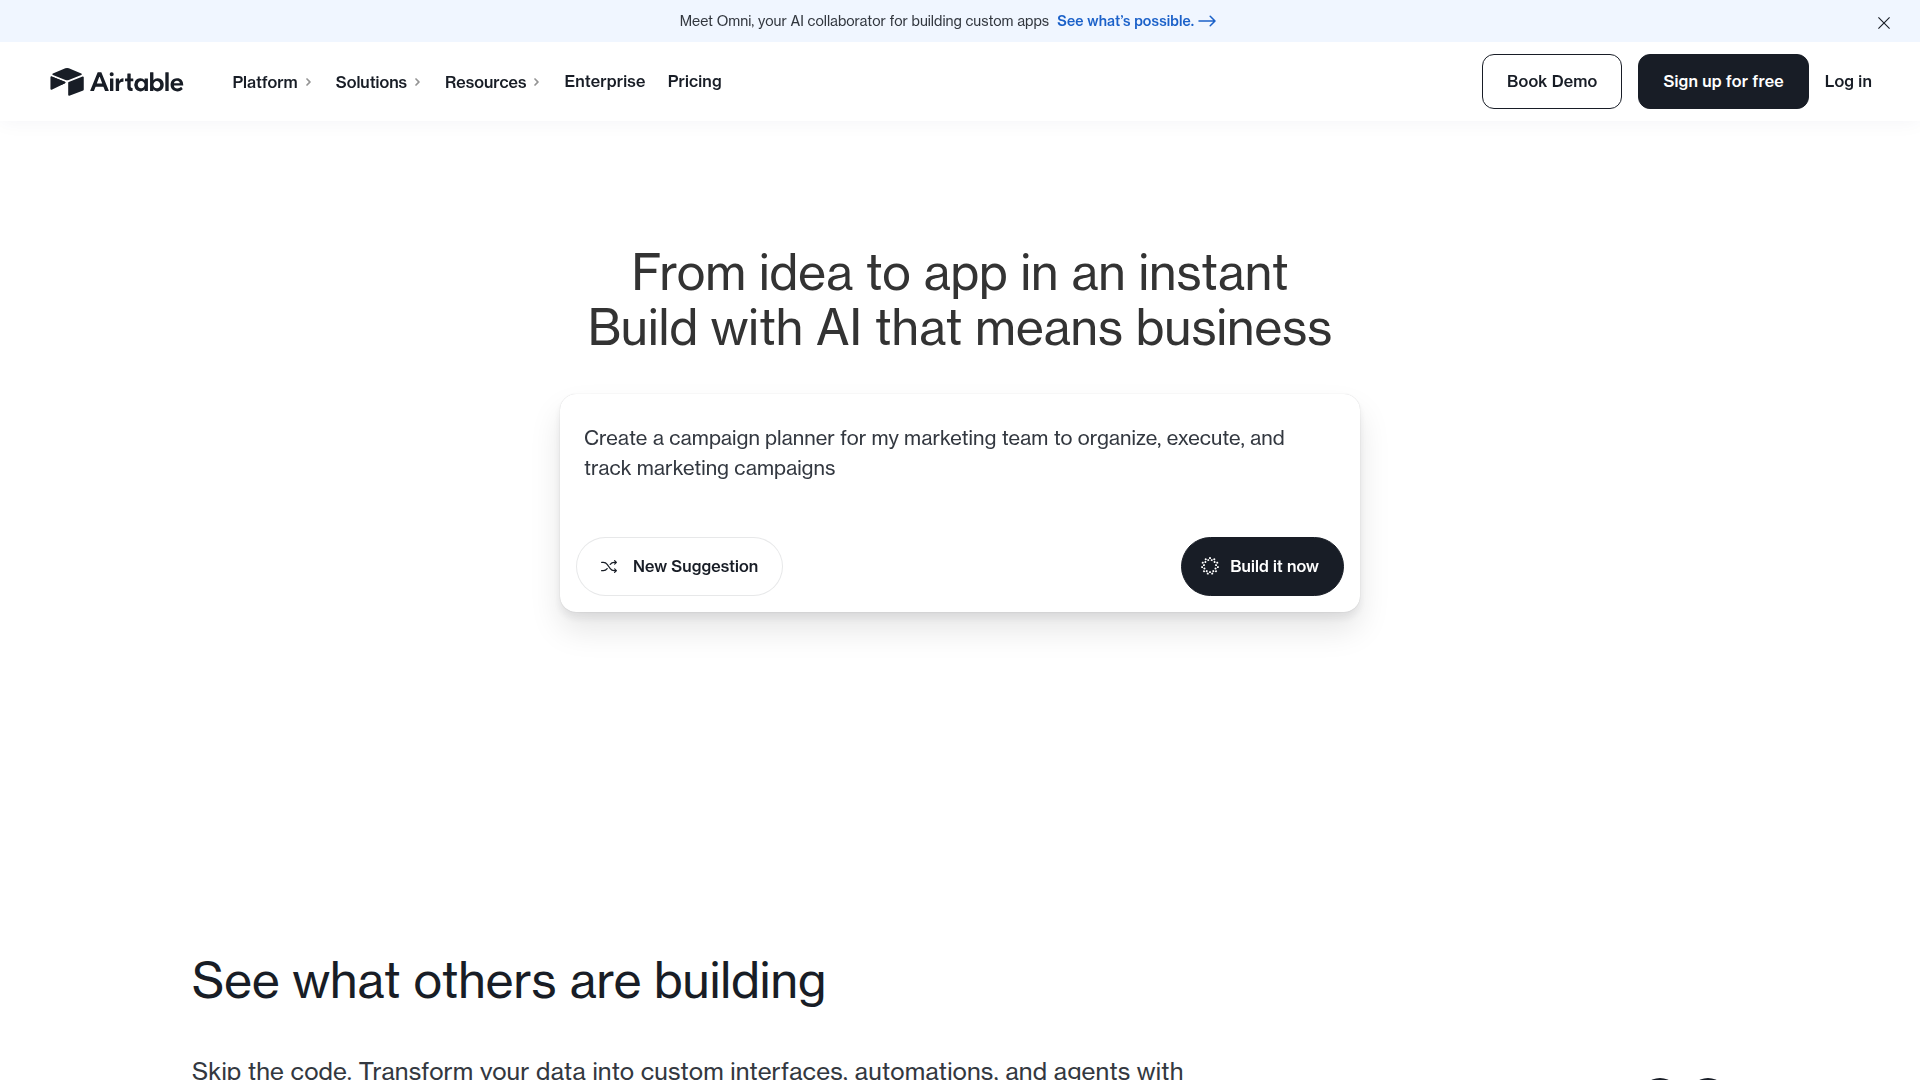 Meet Omni, your AI collaborator for building custom apps See what's possible.
Airtable
Platform
Solutions
Resources
Enterprise
Pricing
Book Demo
Sign up for free
Log in
From idea to app in an instant
Build with AI that means business
Create a campaign planner for my marketing team to organize, execute, and
track marketing campaigns
New Suggestion
Build it now
See what others are building
Skip the code. Transform your data into custom interfaces, automations, and agents with